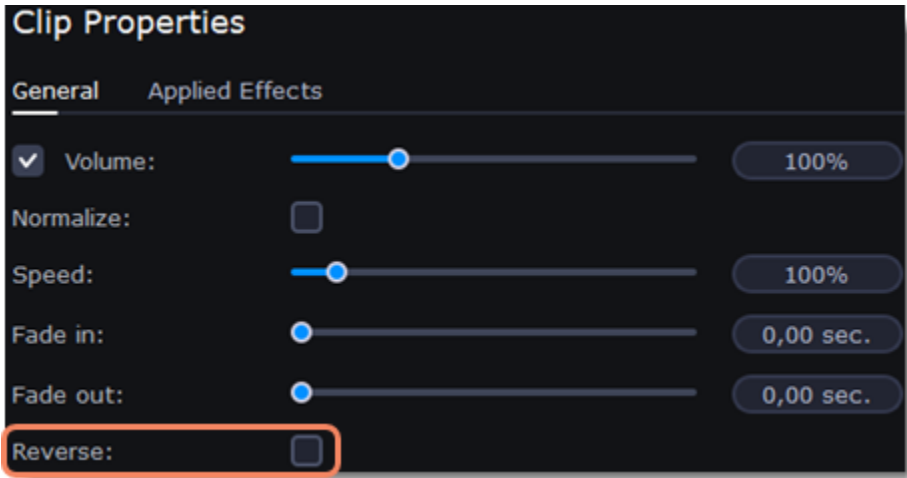 Clip Properties
General Applied Effects
Volume: 100%
Normalize:
Speed: 100%
Fade in: 0,00 sec.
Fade out: 0,00 sec.
Reverse: